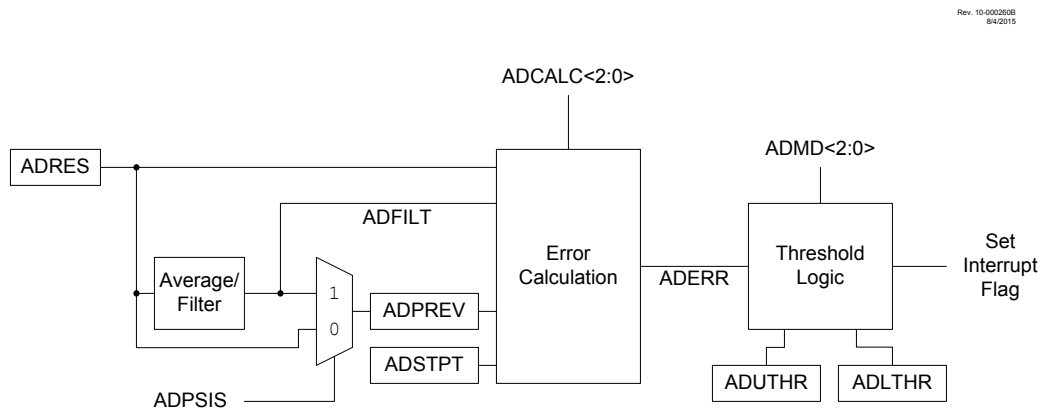 Rev. 10-000260B
8/4/2015
ADCALC<2:0>
ADMD<2:0>
ADRES
ADFILT
Error
Calculation
Threshold
Logic
Set
Interrupt
Flag
ADERR
Average/
Filter
1
0
ADPREV
ADSTPT
ADUTHR
ADLTHR
ADPSIS